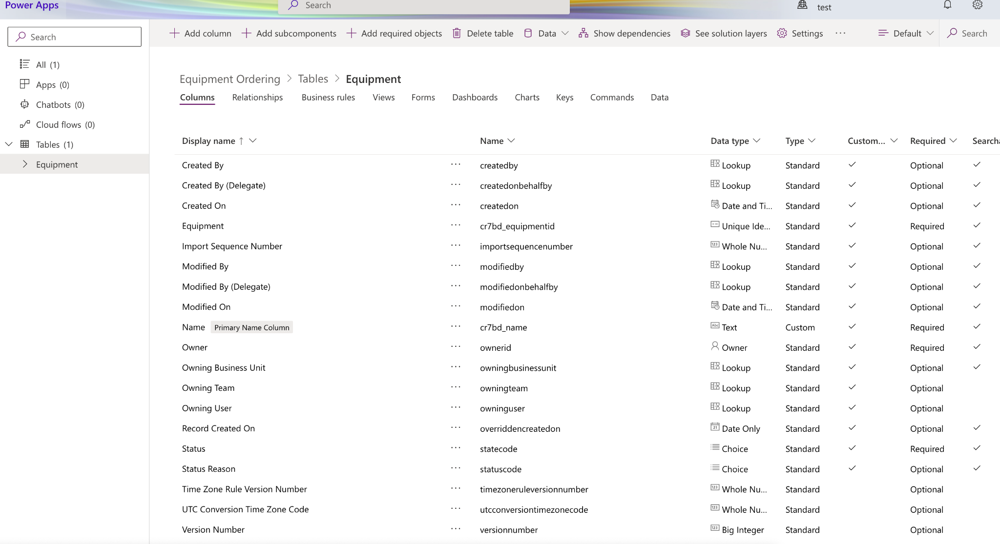 Power Apps
Search
test
Search
Add column
Add subcomponents
Add required objects
Delete table
Data
Show dependencies
See solution layers
Settings
...
Default
Search
All (1)
Apps (0)
Chatbots (0)
Cloud flows (0)
Tables (1)
Equipment
Equipment Ordering > Tables > Equipment
Columns Relationships Business rules Views Forms Dashboards Charts Keys Commands Data
Display name ↑ Name Data type Type Custom... Required Searcha
Created By ... createdby Lookup Standard ✓ Optional ✓
Created By (Delegate) ... createdonbehalfby Lookup Standard ✓ Optional ✓
Created On ... createdon Date and Ti... Standard ✓ Optional ✓
Equipment ... cr7bd_equipmentid Unique Ide... Standard ✓ Required ✓
Import Sequence Number ... importsequencenumber Whole Nu... Standard ✓ Optional ✓
Modified By ... modifiedby Lookup Standard ✓ Optional ✓
Modified By (Delegate) ... modifiedonbehalfby Lookup Standard ✓ Optional ✓
Modified On ... modifiedon Date and Ti... Standard ✓ Optional ✓
Name Primary Name Column ... cr7bd_name Text Custom ✓ Required ✓
Owner ... ownerid Owner Standard ✓ Required ✓
Owning Business Unit ... owningbusinessunit Lookup Standard ✓ Optional ✓
Owning Team ... owningteam Lookup Standard ✓ Optional
Owning User ... owninguser Lookup Standard ✓ Optional
Record Created On ... overriddencreatedon Date Only Standard ✓ Optional ✓
Status ... statecode Choice Standard ✓ Required ✓
Status Reason ... statuscode Choice Standard ✓ Optional ✓
Time Zone Rule Version Number ... timezoneruleversionnumber Whole Nu... Standard Optional
UTC Conversion Time Zone Code ... utcconversiontimezonecode Whole Nu... Standard Optional
Version Number ... versionnumber Big Integer Standard Optional